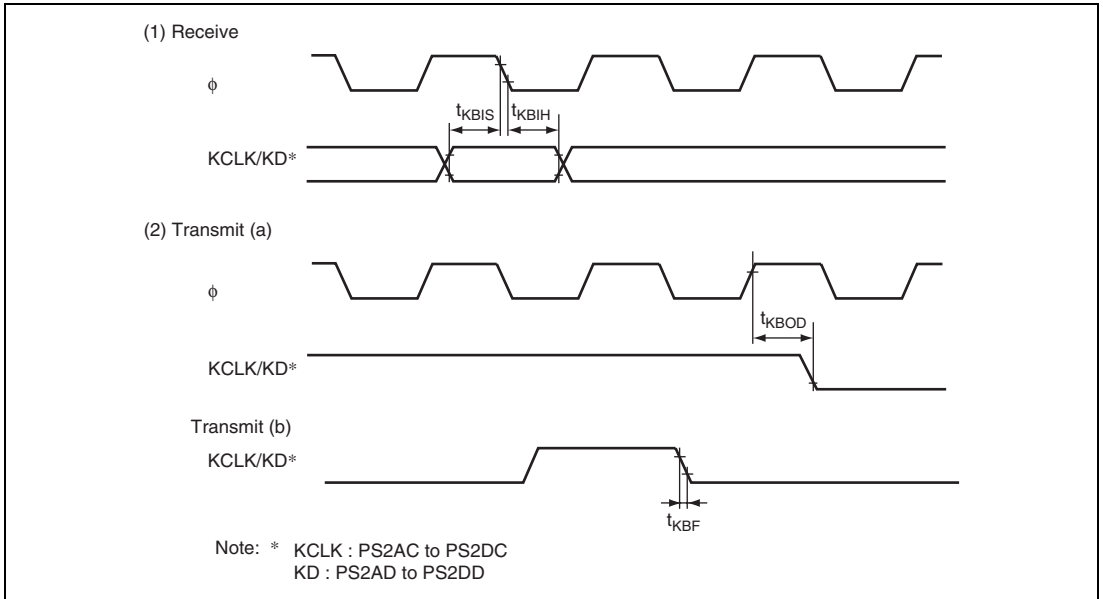 (1) Receive
ϕ
tKBIS tKBIH
KCLK/KD*
(2) Transmit (a)
ϕ
tKBOD
KCLK/KD*
Transmit (b)
KCLK/KD*
tKBF
Note: * KCLK : PS2AC to PS2DC
KD : PS2AD to PS2DD